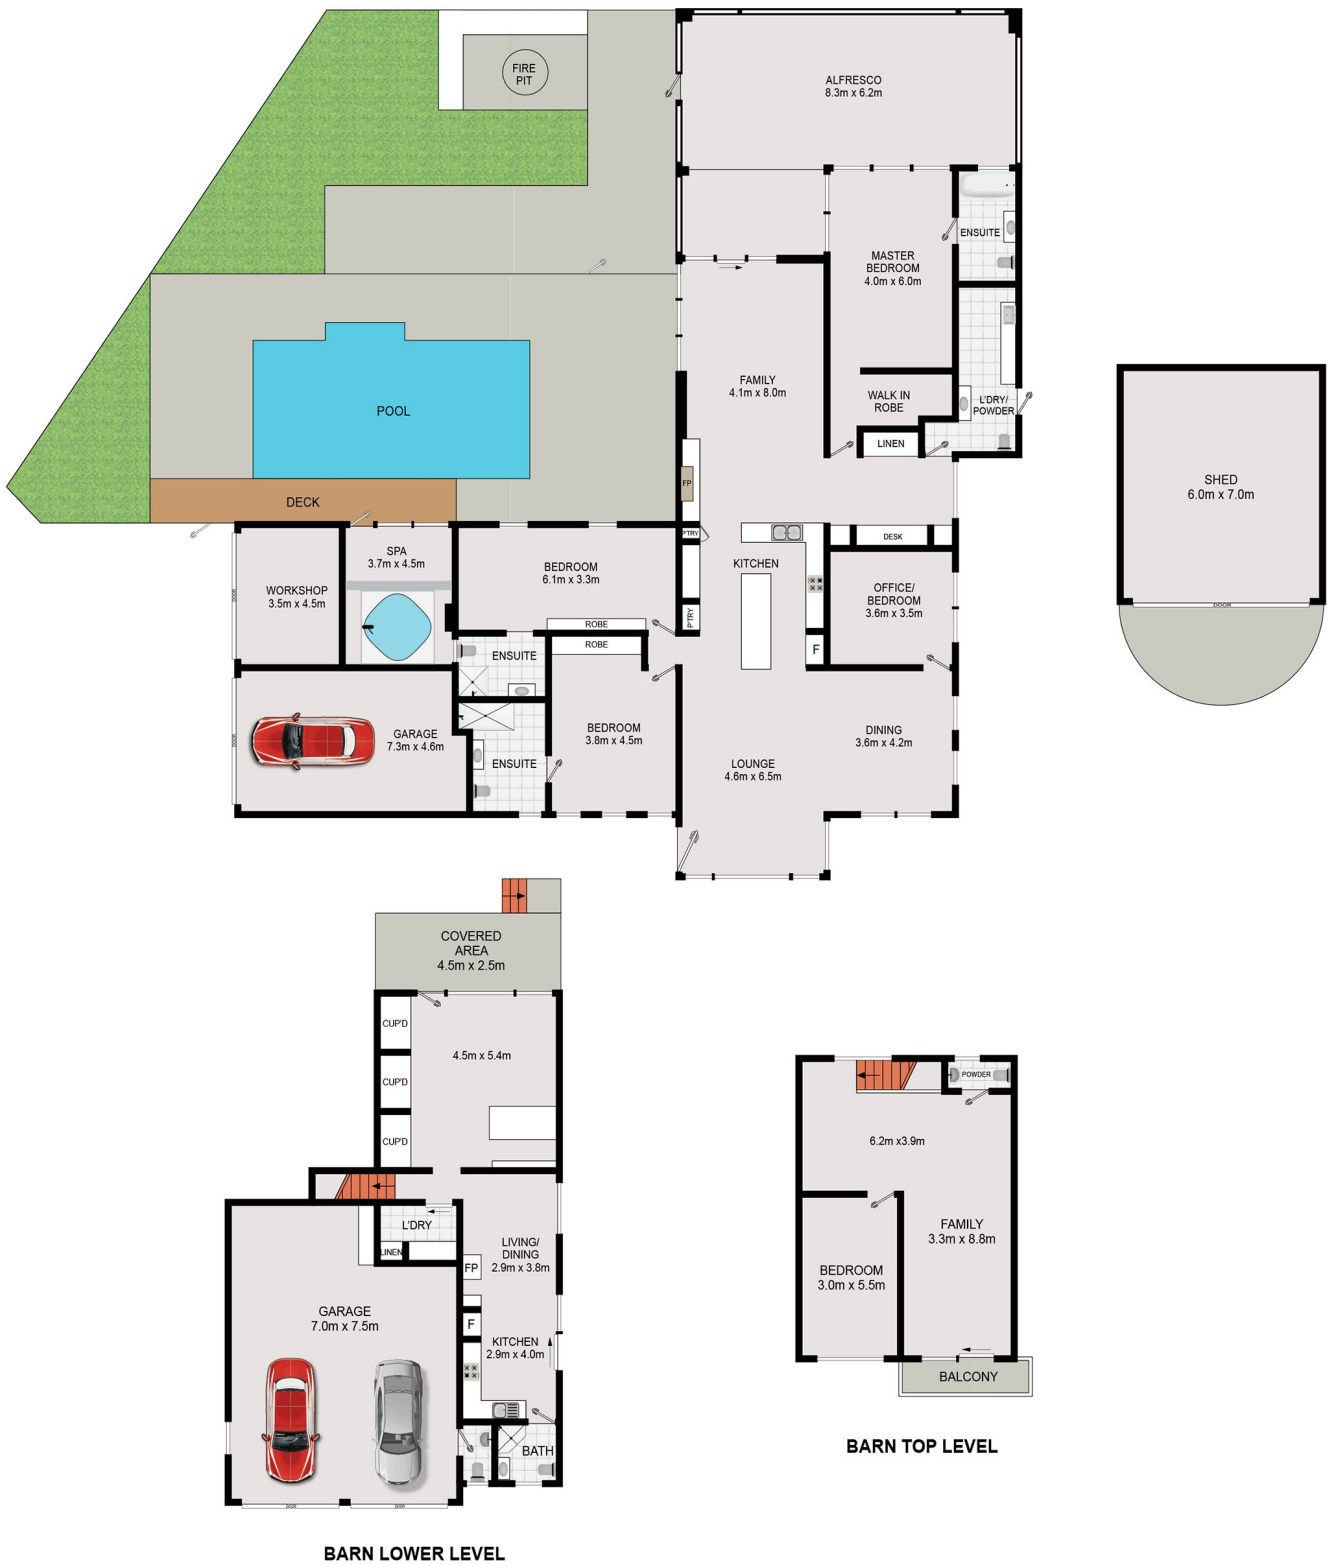 FIRE
PIT
ALFRESCO
8.3m x 6.2m
ENSUITE
MASTER
BEDROOM
4.0m x 6.0m
FAMILY
4.1m x 8.0m
WALK IN
ROBE
L'DRY/
POWDER
LINEN
POOL
FP
DECK
SHED
6.0m x 7.0m
DOOR
P'TRY
DESK
SPA
3.7m x 4.5m
BEDROOM
6.1m x 3.3m
KITCHEN
WORKSHOP
3.5m x 4.5m
DOOR
OFFICE/
BEDROOM
3.6m x 3.5m
P'TRY
ROBE
ROBE
F
ENSUITE
GARAGE
7.3m x 4.6m
DOOR
BEDROOM
3.8m x 4.5m
DINING
3.6m x 4.2m
ENSUITE
LOUNGE
4.6m x 6.5m
COVERED
AREA
4.5m x 2.5m
CUP'D
4.5m x 5.4m
CUP'D
CUP'D
L'DRY
LINEN
LIVING/
DINING
2.9m x 3.8m
FP
GARAGE
7.0m x 7.5m
F
KITCHEN
2.9m x 4.0m
BATH
DOOR
DOOR
BARN LOWER LEVEL
POWDER
6.2m x3.9m
FAMILY
3.3m x 8.8m
BEDROOM
3.0m x 5.5m
BALCONY
BARN TOP LEVEL